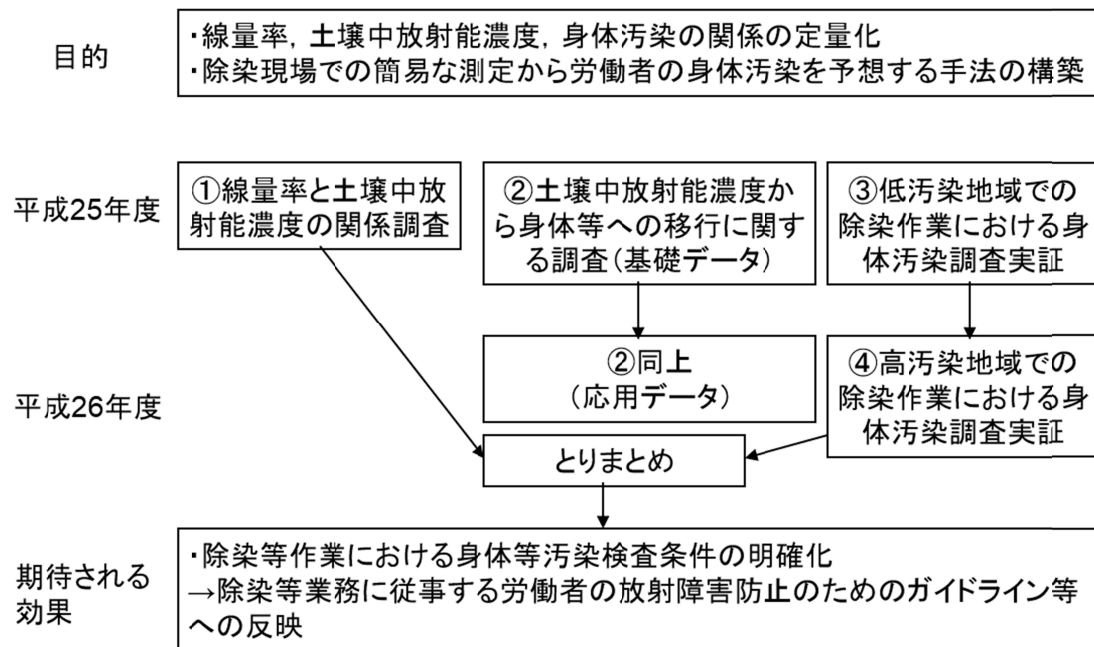 目的
・線量率，土壌中放射能濃度，身体汚染の関係の定量化
・除染現場での簡易な測定から労働者の身体汚染を予想する手法の構築
平成25年度
①線量率と土壌中放
射能濃度の関係調査
②土壌中放射能濃度か
ら身体等への移行に関す
る調査（基礎データ）
③低汚染地域での
除染作業における身
体汚染調査実証
平成26年度
②同上
（応用データ）
④高汚染地域での
除染作業における身
体汚染調査実証
とりまとめ
期待される
効果
・除染等作業における身体等汚染検査条件の明確化
→除染等業務に従事する労働者の放射障害防止のためのガイドライン等
への反映